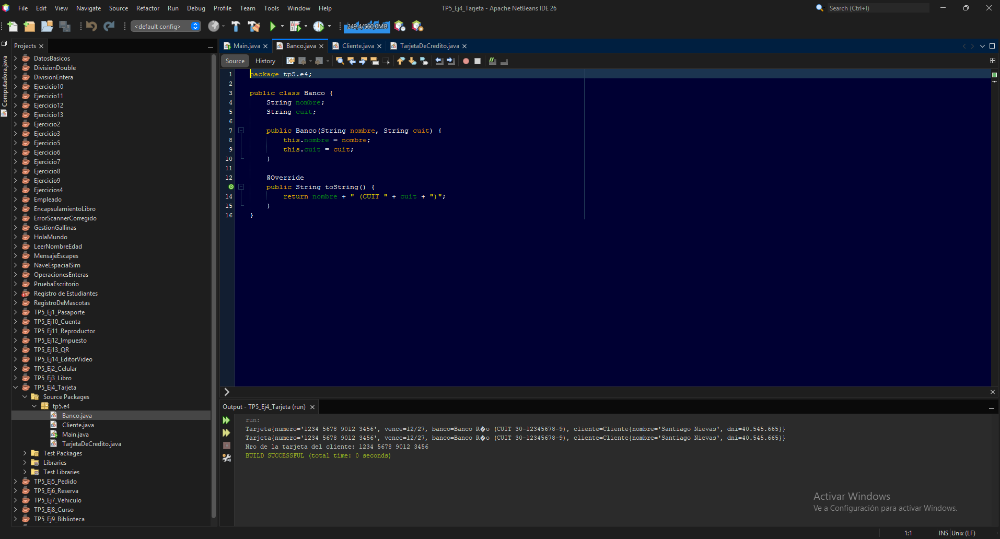 File Edit View Navigate Source Refactor Run Debug Profile Team Tools Window Help
TP5_Ej4_Tarjeta - Apache NetBeans IDE 26
Search (Ctrl+I)
<default config>
249,4/560,0MB
Computadora.java
Projects
DatosBasicos
DivisionDouble
DivisionEntera
Ejercicio10
Ejercicio11
Ejercicio12
Ejercicio13
Ejercicio2
Ejercicio3
Ejercicio5
Ejercicio6
Ejercicio7
Ejercicio8
Ejercicio9
Ejercicios4
Empleado
EncapsulamientoLibro
ErrorScannerCorregido
GestionGallinas
HolaMundo
LeerNombreEdad
MensajeEscapes
NaveEspacialSim
OperacionesEnteras
PruebaEscritorio
Registro de Estudiantes
RegistroDeMascotas
TP5_Ej1_Pasaporte
TP5_Ej10_Cuenta
TP5_Ej11_Reproductor
TP5_Ej12_Impuesto
TP5_Ej13_QR
TP5_Ej14_EditorVideo
TP5_Ej2_Celular
TP5_Ej3_Libro
TP5_Ej4_Tarjeta
Source Packages
tp5.e4
Banco.java
Cliente.java
Main.java
TarjetaDeCredito.java
Test Packages
Libraries
Test Libraries
TP5_Ej5_Pedido
TP5_Ej6_Reserva
TP5_Ej7_Vehiculo
TP5_Ej8_Curso
TP5_Ej9_Biblioteca
Main.java Banco.java Cliente.java TarjetaDeCredito.java
Source History
1 package tp5.e4;
2
3 public class Banco {
4 String nombre;
5 String cuit;
6
7 public Banco(String nombre, String cuit) {
8 this.nombre = nombre;
9 this.cuit = cuit;
10 }
11
12 @Override
public String toString() {
14 return nombre + " (CUIT " + cuit + ")";
15 }
16 }
Output - TP5_Ej4_Tarjeta (run)
run:
Tarjeta{numero='1234 5678 9012 3456', vence=12/27, banco=Banco R�o (CUIT 30-12345678-9), cliente=Cliente{nombre='Santiago Nievas', dni=40.545.665}}
Tarjeta{numero='1234 5678 9012 3456', vence=12/27, banco=Banco R�o (CUIT 30-12345678-9), cliente=Cliente{nombre='Santiago Nievas', dni=40.545.665}}
Nro de la tarjeta del cliente: 1234 5678 9012 3456
BUILD SUCCESSFUL (total time: 0 seconds)
Activar Windows
Ve a Configuración para activar Windows.
1:1 INS Unix (LF)